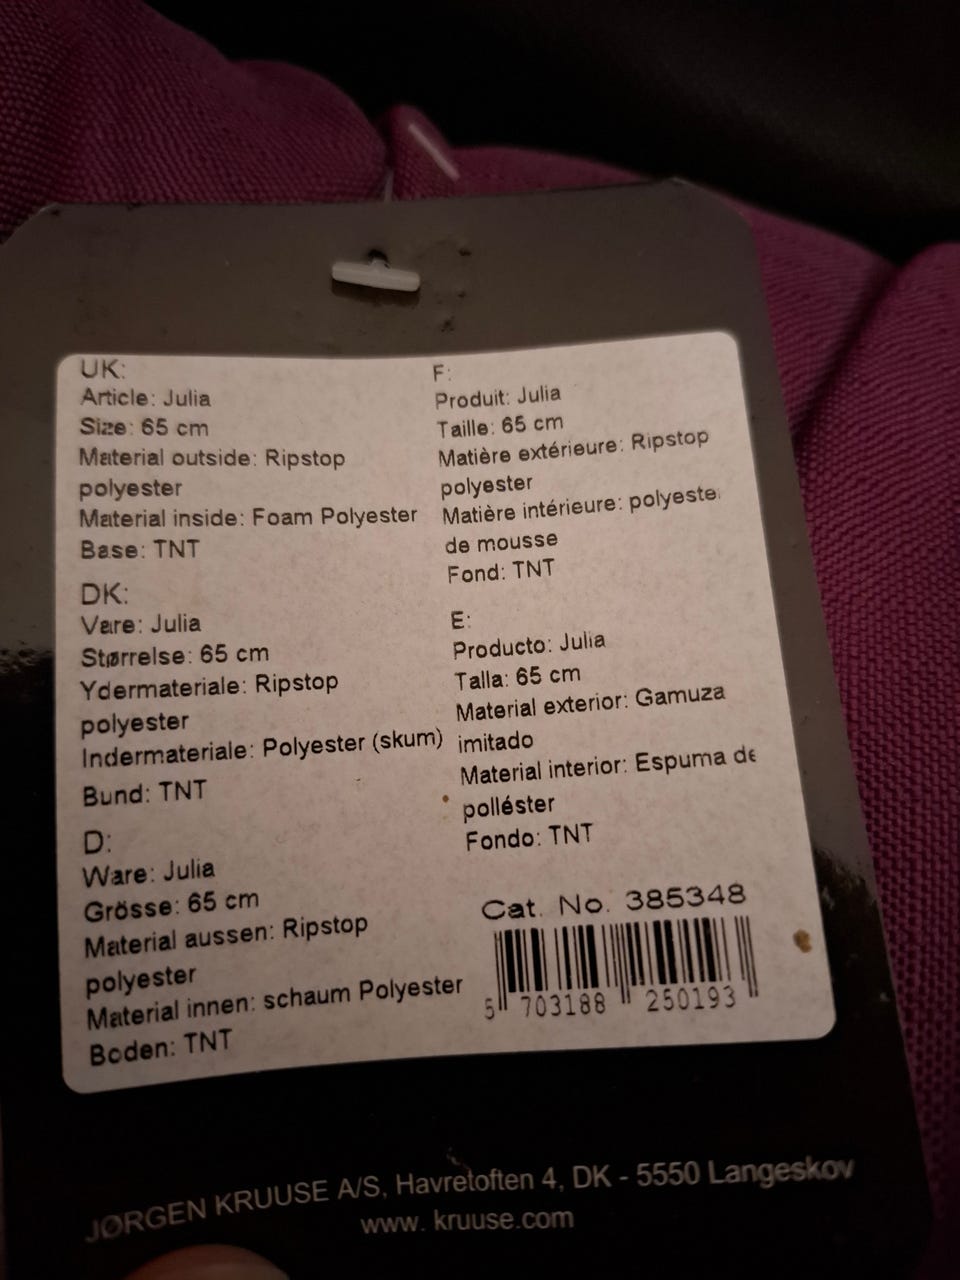 UK:
Article: Julia
Size: 65 cm
Material outside: Ripstop
polyester
Material inside: Foam Polyester
Base: TNT
DK:
Vare: Julia
Størrelse: 65 cm
Ydermateriale: Ripstop
polyester
Indermateriale: Polyester (skum)
Bund: TNT
D:
Ware: Julia
Grösse: 65 cm
Material aussen: Ripstop
polyester
Material innen: schaum Polyester
Boden: TNT
F:
Produit: Julia
Taille: 65 cm
Matière extérieure: Ripstop
polyester
Matière intérieure: polyeste
de mousse
Fond: TNT
E:
Producto: Julia
Talla: 65 cm
Material exterior: Gamuza
imitado
Material interior: Espuma de
polléster
Fondo: TNT
Cat. No. 385348
5 703188 250193
JØRGEN KRUUSE A/S, Havretoften 4, DK - 5550 Langeskov
www. kruuse.com